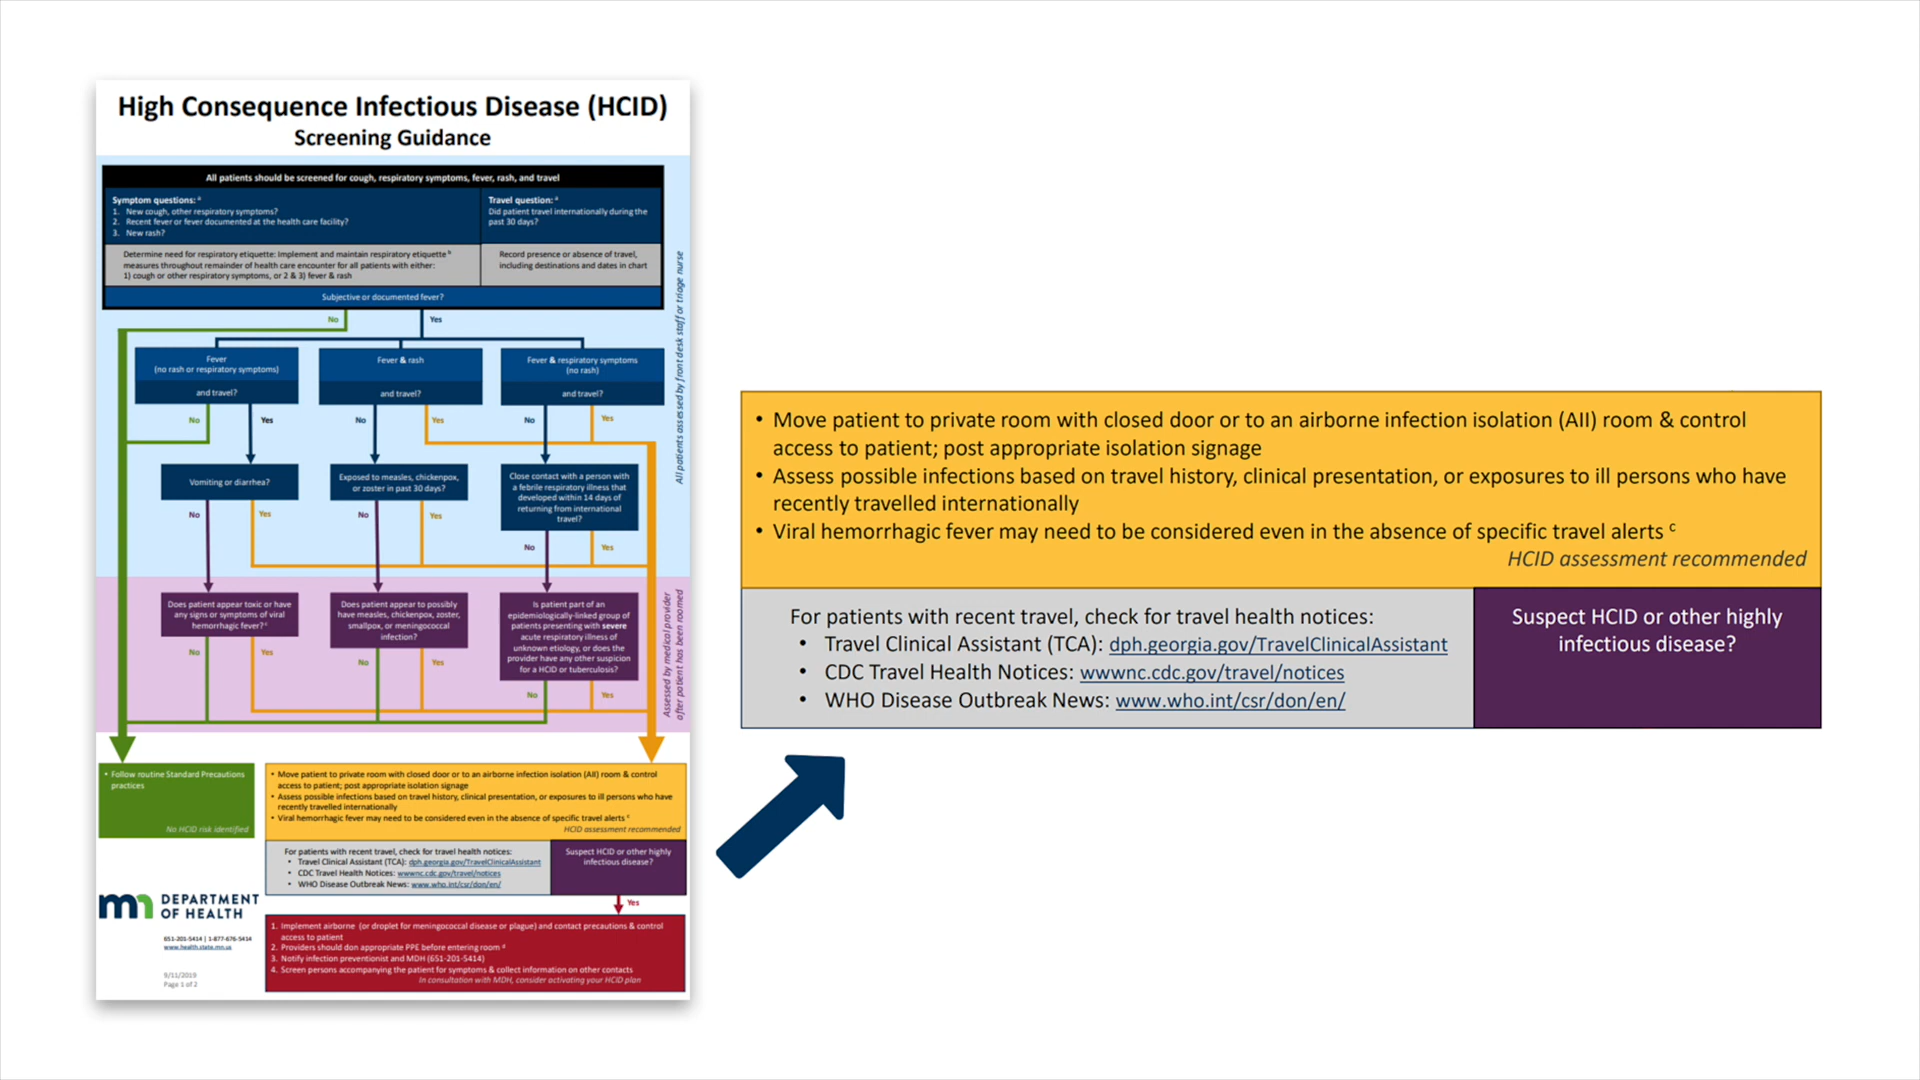 High Consequence Infectious Disease (HCID)
Screening Guidance
All patients should be screened for cough, respiratory symptoms, fever, rash, and travel
Symptom questions: a
1. New cough, other respiratory symptoms?
2. Recent fever or fever documented at the health care facility?
3. New rash?
Travel question: a
Did patient travel internationally during the
past 30 days?
Determine need for respiratory etiquette: Implement and maintain respiratory etiquette b
measures throughout remainder of health care encounter for all patients with either:
1) cough or other respiratory symptoms, or 2 & 3) fever & rash
Record presence or absence of travel,
including destinations and dates in chart
Subjective or documented fever?
No
Yes
All patients assessed by front desk staff or triage nurse
Fever
(no rash or respiratory symptoms)
and travel?
Fever & rash
and travel?
Fever & respiratory symptoms
(no rash)
and travel?
No
Yes
No
Yes
No
Yes
Vomiting or diarrhea?
Exposed to measles, chickenpox,
or zoster in past 30 days?
Close contact with a person with
a febrile respiratory illness that
developed within 14 days of
returning from international
travel?
No
Yes
No
Yes
No
Yes
Does patient appear toxic or have
any signs or symptoms of viral
hemorrhagic fever? c
Does patient appear to possibly
have measles, chickenpox, zoster,
smallpox, or meningococcal
infection?
Is patient part of an
epidemiologically-linked group of
patients presenting with severe
acute respiratory illness of
unknown etiology, or does the
provider have any other suspicion
for a HCID or tuberculosis?
Assessed by medical provider
after patient has been roomed
No
Yes
No
Yes
No
Yes
• Follow routine Standard Precautions
practices
No HCID risk identified
• Move patient to private room with closed door or to an airborne infection isolation (AII) room & control
access to patient; post appropriate isolation signage
• Assess possible infections based on travel history, clinical presentation, or exposures to ill persons who have
recently travelled internationally
• Viral hemorrhagic fever may need to be considered even in the absence of specific travel alerts c
HCID assessment recommended
For patients with recent travel, check for travel health notices:
• Travel Clinical Assistant (TCA): dph.georgia.gov/TravelClinicalAssistant
• CDC Travel Health Notices: wwwnc.cdc.gov/travel/notices
• WHO Disease Outbreak News: www.who.int/csr/don/en/
Suspect HCID or other highly
infectious disease?
Yes
1. Implement airborne (or droplet for meningococcal disease or plague) and contact precautions & control
access to patient
2. Providers should don appropriate PPE before entering room d
3. Notify infection preventionist and MDH (651-201-5414)
4. Screen persons accompanying the patient for symptoms & collect information on other contacts
In consultation with MDH, consider activating your HCID plan
mn DEPARTMENT
OF HEALTH
651-201-5414 | 1-877-676-5414
www.health.state.mn.us
9/11/2019
Page 1 of 2
• Move patient to private room with closed door or to an airborne infection isolation (AII) room & control
access to patient; post appropriate isolation signage
• Assess possible infections based on travel history, clinical presentation, or exposures to ill persons who have
recently travelled internationally
• Viral hemorrhagic fever may need to be considered even in the absence of specific travel alerts c
HCID assessment recommended
For patients with recent travel, check for travel health notices:
• Travel Clinical Assistant (TCA): dph.georgia.gov/TravelClinicalAssistant
• CDC Travel Health Notices: wwwnc.cdc.gov/travel/notices
• WHO Disease Outbreak News: www.who.int/csr/don/en/
Suspect HCID or other highly
infectious disease?